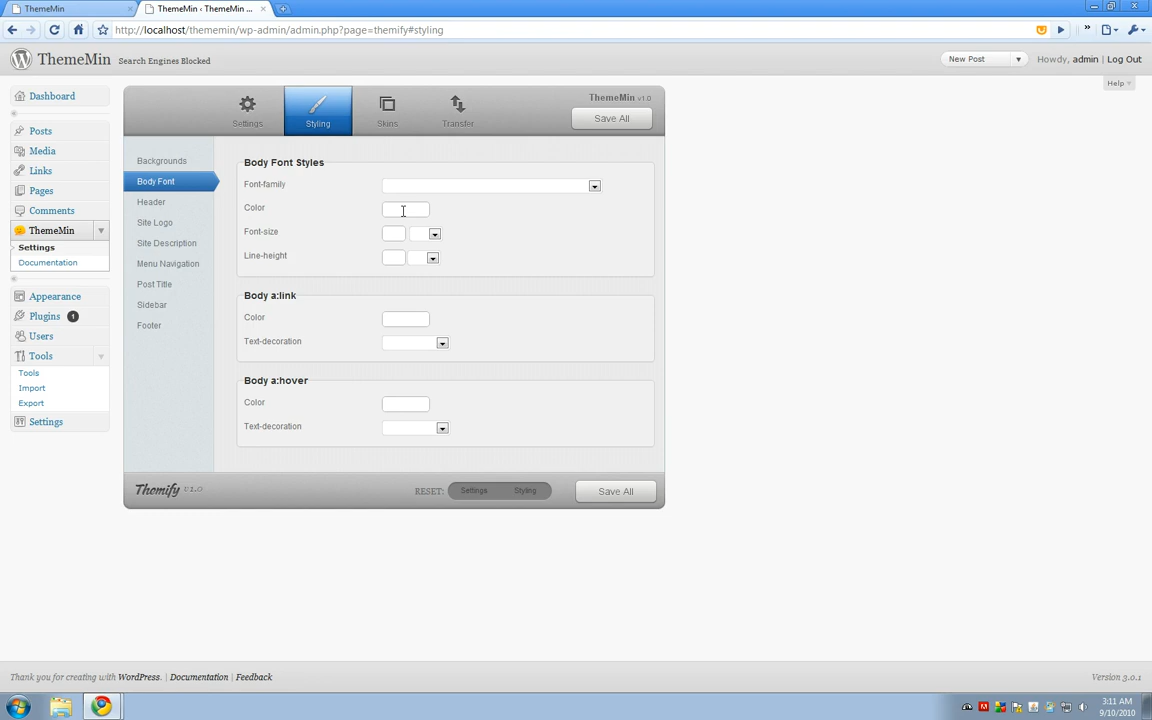 ThemeMin
ThemeMin ‹ ThemeMin ...
http://localhost/thememin/wp-admin/admin.php?page=themify#styling
ThemeMin Search Engines Blocked
New Post
Howdy, admin | Log Out
Help
Dashboard
Posts
Media
Links
Pages
Comments
ThemeMin
Settings
Documentation
Appearance
Plugins 1
Users
Tools
Tools
Import
Export
Settings
Settings
Styling
Skins
Transfer
ThemeMin v1.0
Save All
Backgrounds
Body Font
Header
Site Logo
Site Description
Menu Navigation
Post Title
Sidebar
Footer
Body Font Styles
Font-family
Color
Font-size
Line-height
Body a:link
Color
Text-decoration
Body a:hover
Color
Text-decoration
Themify v1.0
RESET: Settings Styling
Save All
Thank you for creating with WordPress. | Documentation | Feedback
Version 3.0.1
3:11 AM
9/10/2010